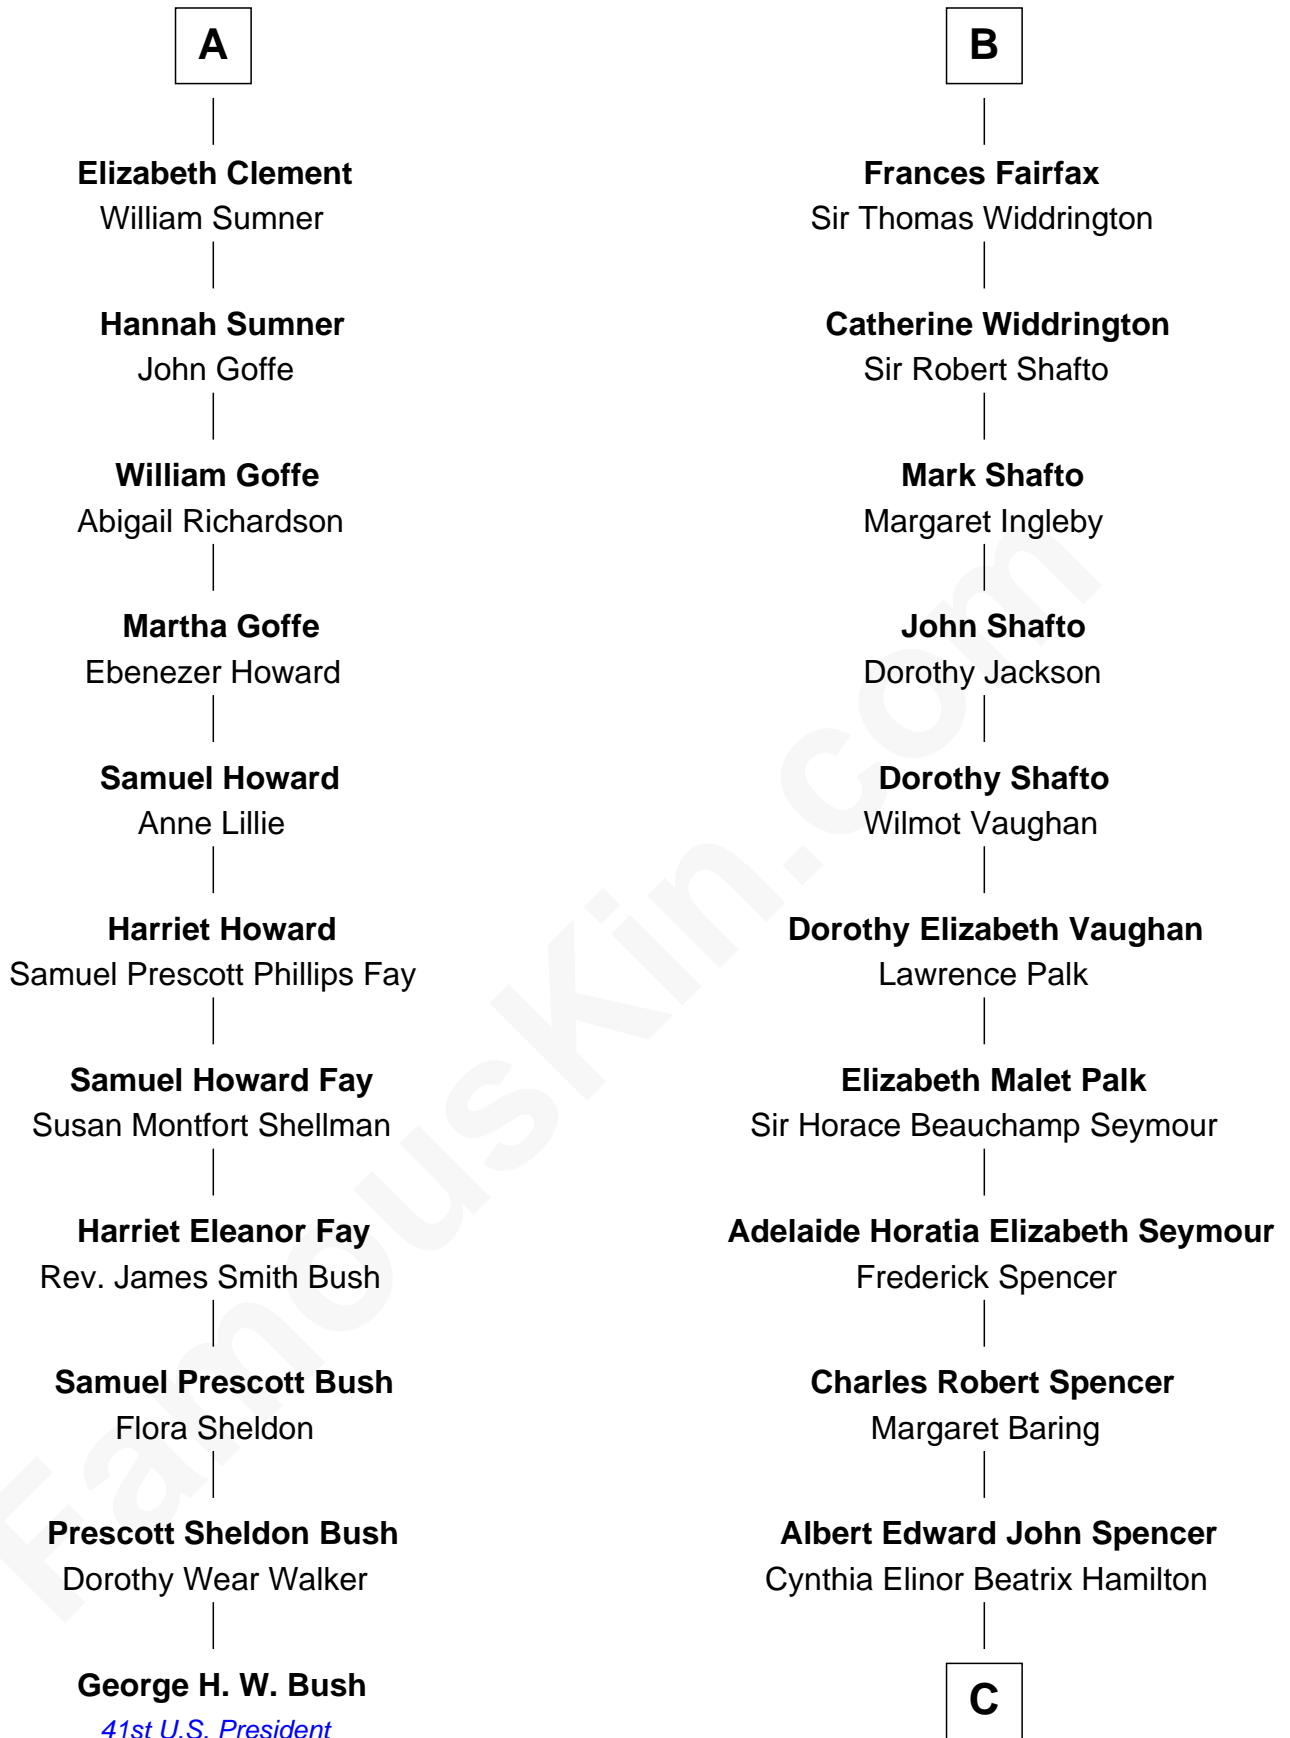 A
Elizabeth Clement
William Sumner
Hannah Sumner
John Goffe
William Goffe
Abigail Richardson
Martha Goffe
Ebenezer Howard
Samuel Howard
Anne Lillie
Harriet Howard
Samuel Prescott Phillips Fay
Samuel Howard Fay
Susan Montfort Shellman
Harriet Eleanor Fay
Rev. James Smith Bush
Samuel Prescott Bush
Flora Sheldon
Prescott Sheldon Bush
Dorothy Wear Walker
George H. W. Bush
41st U.S. President
B
Frances Fairfax
Sir Thomas Widdrington
Catherine Widdrington
Sir Robert Shafto
Mark Shafto
Margaret Ingleby
John Shafto
Dorothy Jackson
Dorothy Shafto
Wilmot Vaughan
Dorothy Elizabeth Vaughan
Lawrence Palk
Elizabeth Malet Palk
Sir Horace Beauchamp Seymour
Adelaide Horatia Elizabeth Seymour
Frederick Spencer
Charles Robert Spencer
Margaret Baring
Albert Edward John Spencer
Cynthia Elinor Beatrix Hamilton
C
FamousKin.com